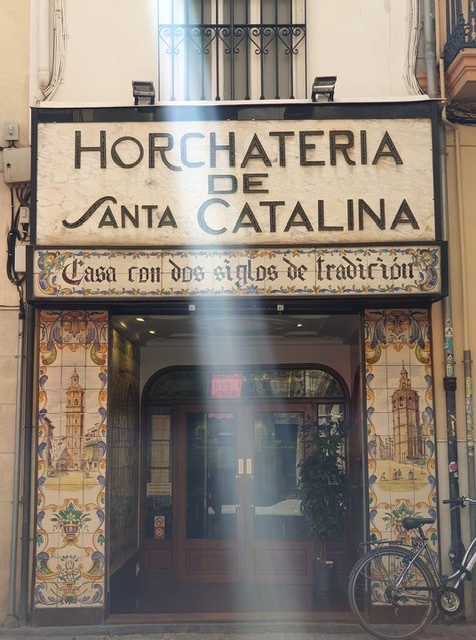 HORCHATERIA
DE
SANTA CATALINA
Casa con dos siglos de tradición